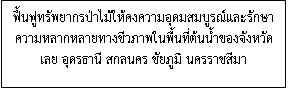 ฟื้นฟูทรัพยากรป่าไม้ให้คงความอุดมสมบูรณ์และรักษา
ความหลากหลายทางชีวภาพในพื้นที่ต้นน้ำของจังหวัด
เลย อุดรธานี สกลนคร ชัยภูมิ นครราชสีมา